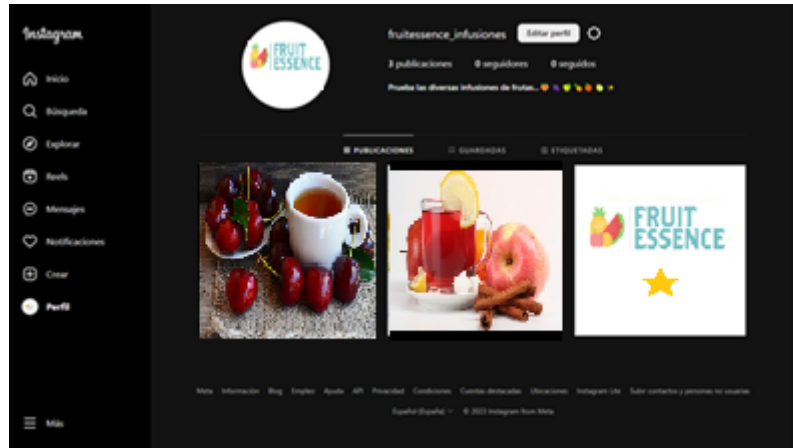 Instagram
Inicio
Búsqueda
Explorar
Reels
Mensajes
Notificaciones
Crear
Perfil
Más
FRUIT
ESSENCE
fruitessence_infusiones Editar perfil
3 publicaciones 0 seguidores 0 seguidos
Prueba las diversas infusiones de frutas...
PUBLICACIONES GUARDADAS ETIQUETADAS
FRUIT
ESSENCE
Meta Información Blog Empleo Ayuda API Privacidad Condiciones Cuentas destacadas Ubicaciones Instagram Lite Subir contactos y personas no usuarias
Español (España) © 2023 Instagram from Meta